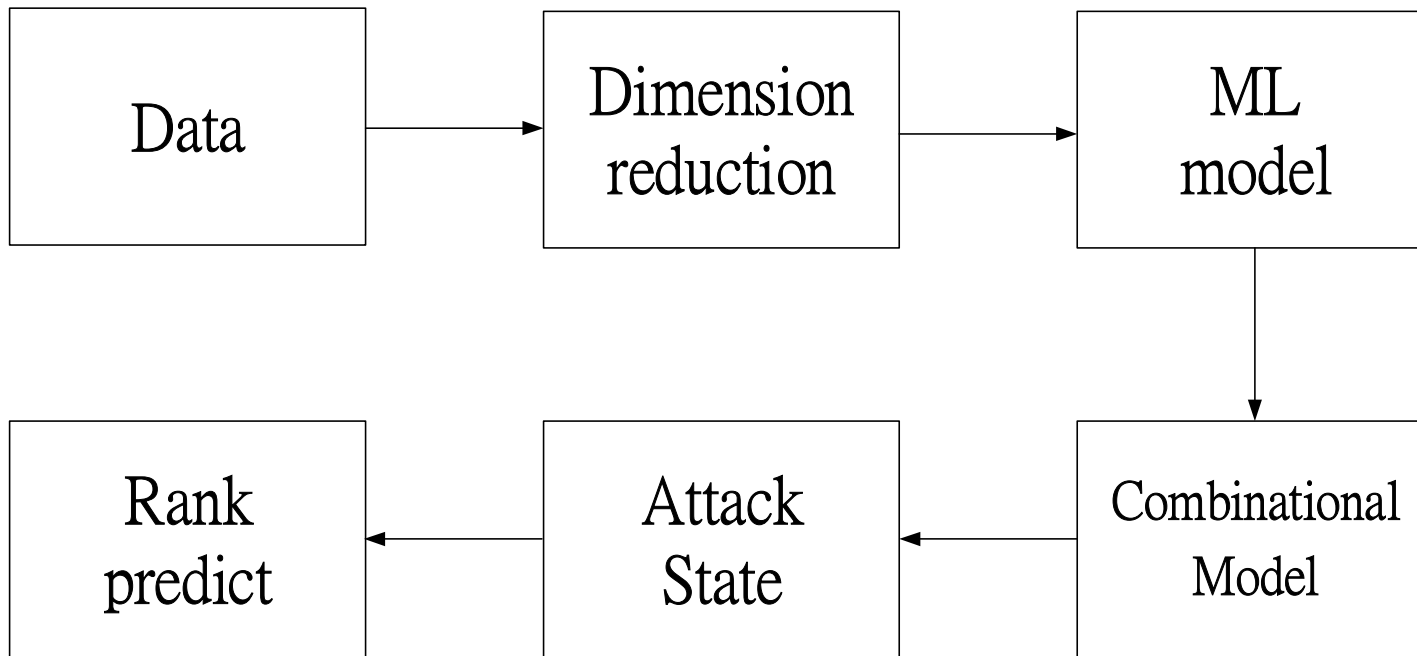 Data
Dimension
reduction
ML
model
Rank
predict
Attack
State
Combinational
Model